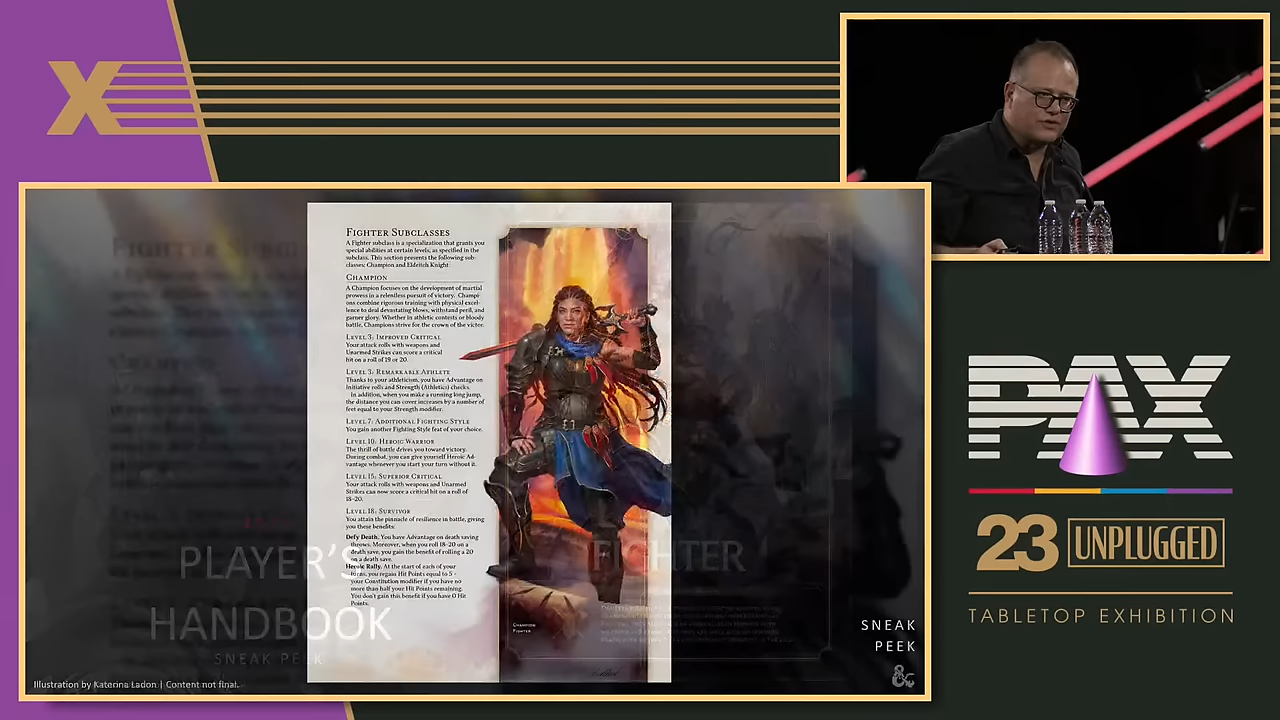 X
FIGHTER SUBCLASSES
A Fighter subclass is a specialization that grants you
special abilities at certain levels, as specified in the
subclass. This section presents the following sub-
classes: Champion and Eldritch Knight.
CHAMPION
A Champion focuses on the development of martial
prowess in a relentless pursuit of victory. Champi-
ons combine rigorous training with physical excel-
lence to deal devastating blows, withstand peril, and
garner glory. Whether in athletic contests or bloody
battle, Champions strive for the crown of the victor.
LEVEL 3: IMPROVED CRITICAL
Your attack rolls with weapons and
Unarmed Strikes can score a critical
hit on a roll of 19 or 20.
LEVEL 3: REMARKABLE ATHLETE
Thanks to your athleticism, you have Advantage on
Initiative rolls and Strength (Athletics) checks.
In addition, when you make a running long jump,
the distance you can cover increases by a number of
feet equal to your Strength modifier.
LEVEL 7: ADDITIONAL FIGHTING STYLE
You gain another Fighting Style feat of your choice.
LEVEL 10: HEROIC WARRIOR
The thrill of battle drives you toward victory.
During combat, you can give yourself Heroic Ad-
vantage whenever you start your turn without it.
LEVEL 15: SUPERIOR CRITICAL
Your attack rolls with weapons and Unarmed
Strikes can now score a critical hit on a roll of
18–20.
LEVEL 18: SURVIVOR
You attain the pinnacle of resilience in battle, giving
you these benefits:
Defy Death. You have Advantage on death saving
throws. Moreover, when you roll 18–20 on a
death save, you gain the benefit of rolling a 20
on a death save.
Heroic Rally. At the start of each of your
turns, you regain Hit Points equal to 5 +
your Constitution modifier if you have no
more than half your Hit Points remaining.
You don't gain this benefit if you have 0 Hit
Points.
CHAMPION
FIGHTER
PLAYER'S
HANDBOOK
SNEAK PEEK
FIGHTER
SNEAK
PEEK
Illustration by Katerina Ladon | Content not final.
PAX
23 UNPLUGGED
TABLETOP EXHIBITION